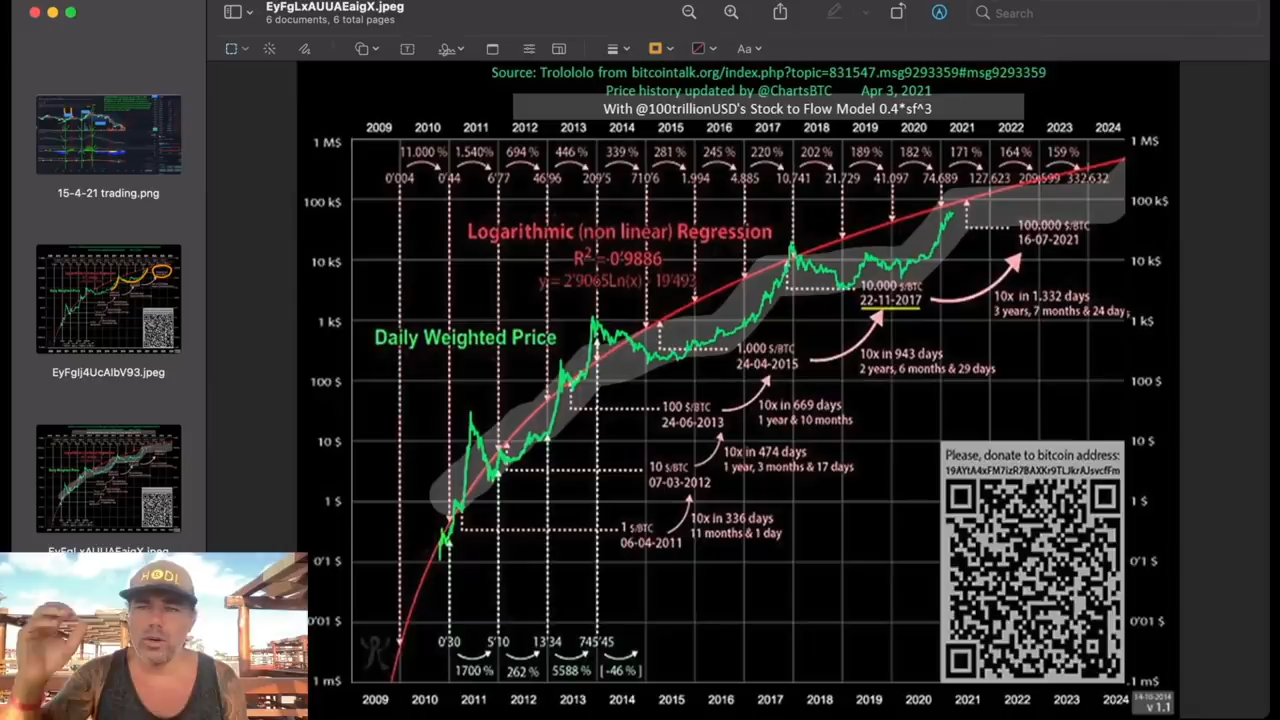 EyFgLxAUUAEaigX.jpeg
6 documents, 6 total pages
Search
Aa
15-4-21 trading.png
EyFgIj4UcAIbV93.jpeg
EyFgLxAUUAEaigX.jpeg
HODL
Source: Trolololo from bitcointalk.org/index.php?topic=831547.msg9293359#msg9293359
Price history updated by @ChartsBTC Apr 3, 2021
With @100trillionUSD's Stock to Flow Model 0.4*sf^3
2009 2010 2011 2012 2013 2014 2015 2016 2017 2018 2019 2020 2021 2022 2023 2024
1 M$ 1 M$
11.000 % 1.540% 694 % 446 % 339 % 281 % 245 % 220 % 202 % 189 % 182 % 171 % 164 % 159 %
0'004 0'44 6'77 46'96 209'5 710'6 1.994 4.885 10.741 21.729 41.097 74.689 127.623 209.599 332.632
100 k$ 100 k$
Logarithmic (non linear) Regression
R²= 0'9886
y= 2'9065Ln(x) - 19'493
100.000 $/BTC
16-07-2021
10 k$ 10 k$
10.000 $/BTC
22-11-2017
10x in 1.332 days
3 years, 7 months & 24 days
1 k$ 1 k$
Daily Weighted Price
1.000 $/BTC
24-04-2015
10x in 943 days
2 years, 6 months & 29 days
100 $ 100 $
100 $/BTC
24-06-2013
10x in 669 days
1 year & 10 months
10 $ 10 $
10 $/BTC
07-03-2012
10x in 474 days
1 year, 3 months & 17 days
Please, donate to bitcoin address:
1 $ 1 $
1 $/BTC
06-04-2011
10x in 336 days
11 months & 1 day
0'1 $
0'01 $
0'30 5'10 13'34 745'45
1700 % 262 % 5588 % [-46 %]
1 m$
2009 2010 2011 2012 2013 2014 2015 2016 2017 2018 2019 2020 2021 2022 2023 2024
14-10-2014
v 1.1